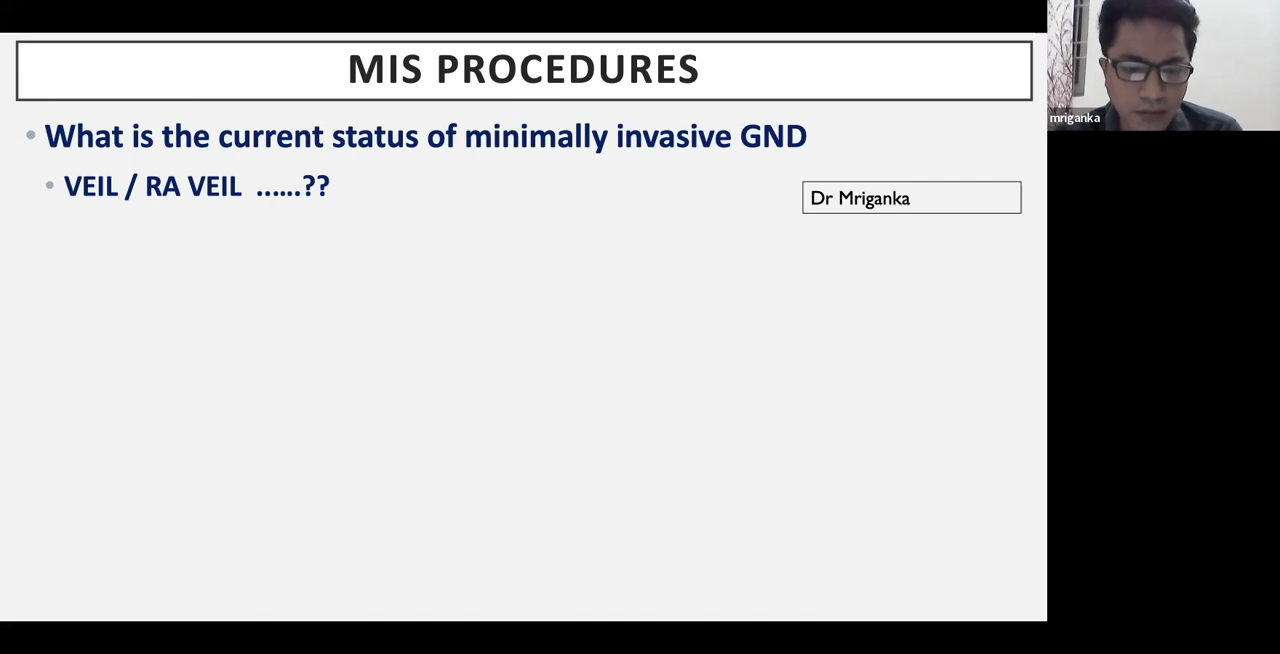 MIS PROCEDURES
mriganka
• What is the current status of minimally invasive GND
• VEIL / RA VEIL ......??
Dr Mriganka